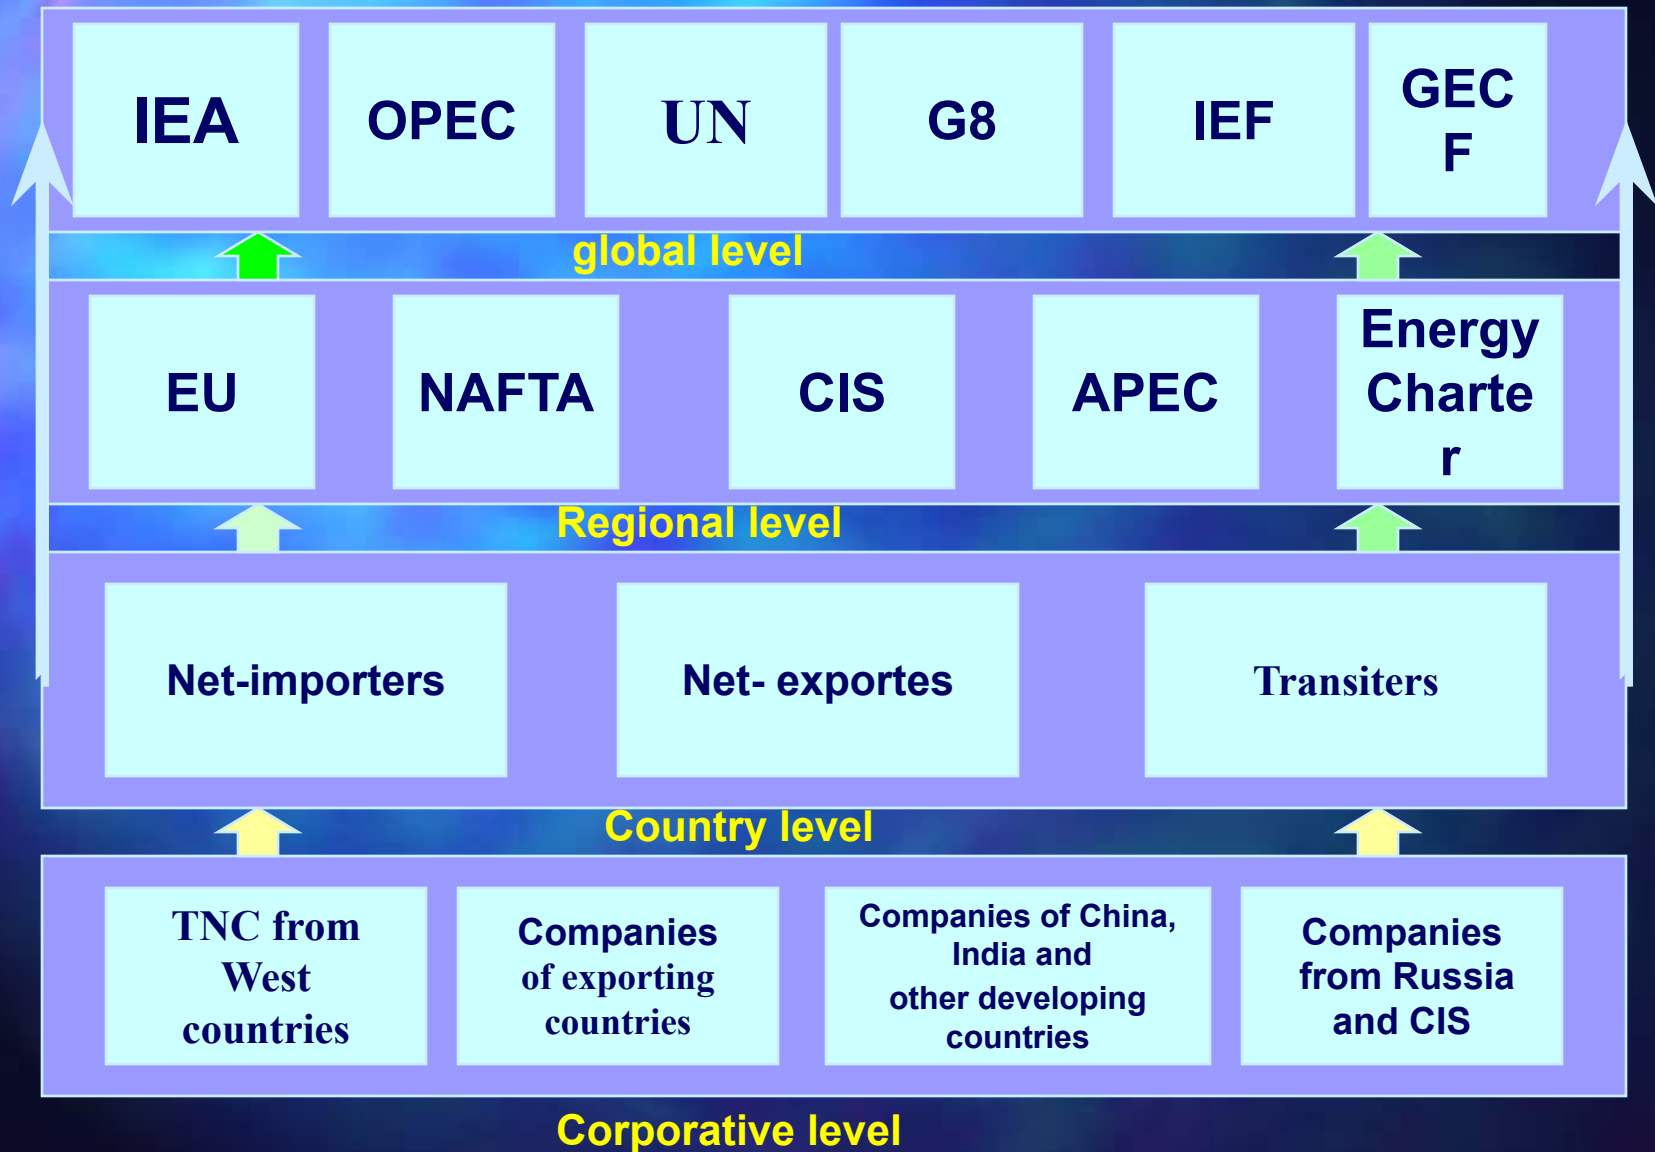 IEA
OPEC
UN
G8
IEF
GEC
F
global level
EU
NAFTA
CIS
APEC
Energy
Charte
r
Regional level
Net-importers
Net- exportes
Transiters
Country level
TNC from
West
countries
Companies
of exporting
countries
Companies of China,
India and
other developing
countries
Companies
from Russia
and CIS
Corporative level